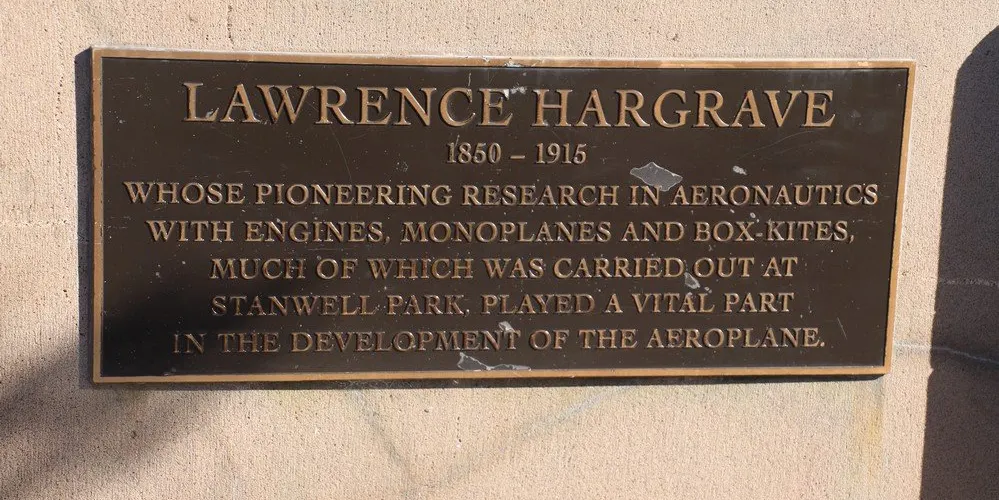 LAWRENCE HARGRAVE
1850 – 1915
WHOSE PIONEERING RESEARCH IN AERONAUTICS
WITH ENGINES, MONOPLANES AND BOX-KITES,
MUCH OF WHICH WAS CARRIED OUT AT
STANWELL PARK, PLAYED A VITAL PART
IN THE DEVELOPMENT OF THE AEROPLANE.